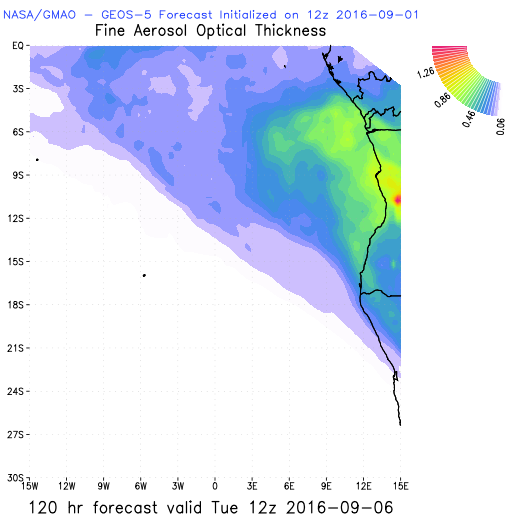 NASA/GMAO - GEOS-5 Forecast Initialized on 12z 2016-09-01
Fine Aerosol Optical Thickness
EQ
3S
6S
9S
12S
15S
18S
21S
24S
27S
30S
15W 12W 9W 6W 3W 0 3E 6E 9E 12E 15E
1.26
0.86
0.46
0.06
120 hr forecast valid Tue 12z 2016-09-06